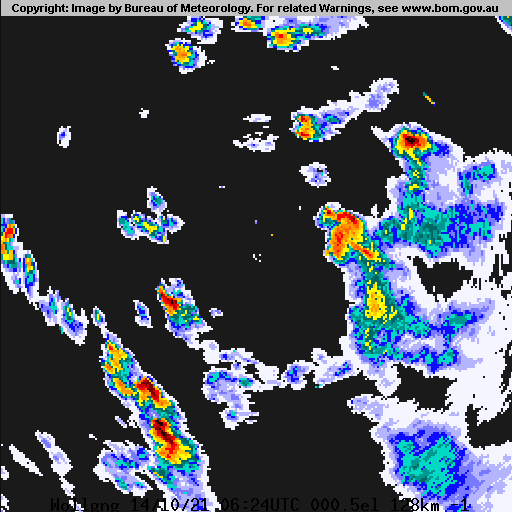 Copyright: Image by Bureau of Meteorology. For related Warnings, see www.bom.gov.au
14/10/21 06:24UTC 000.5el 128km -1